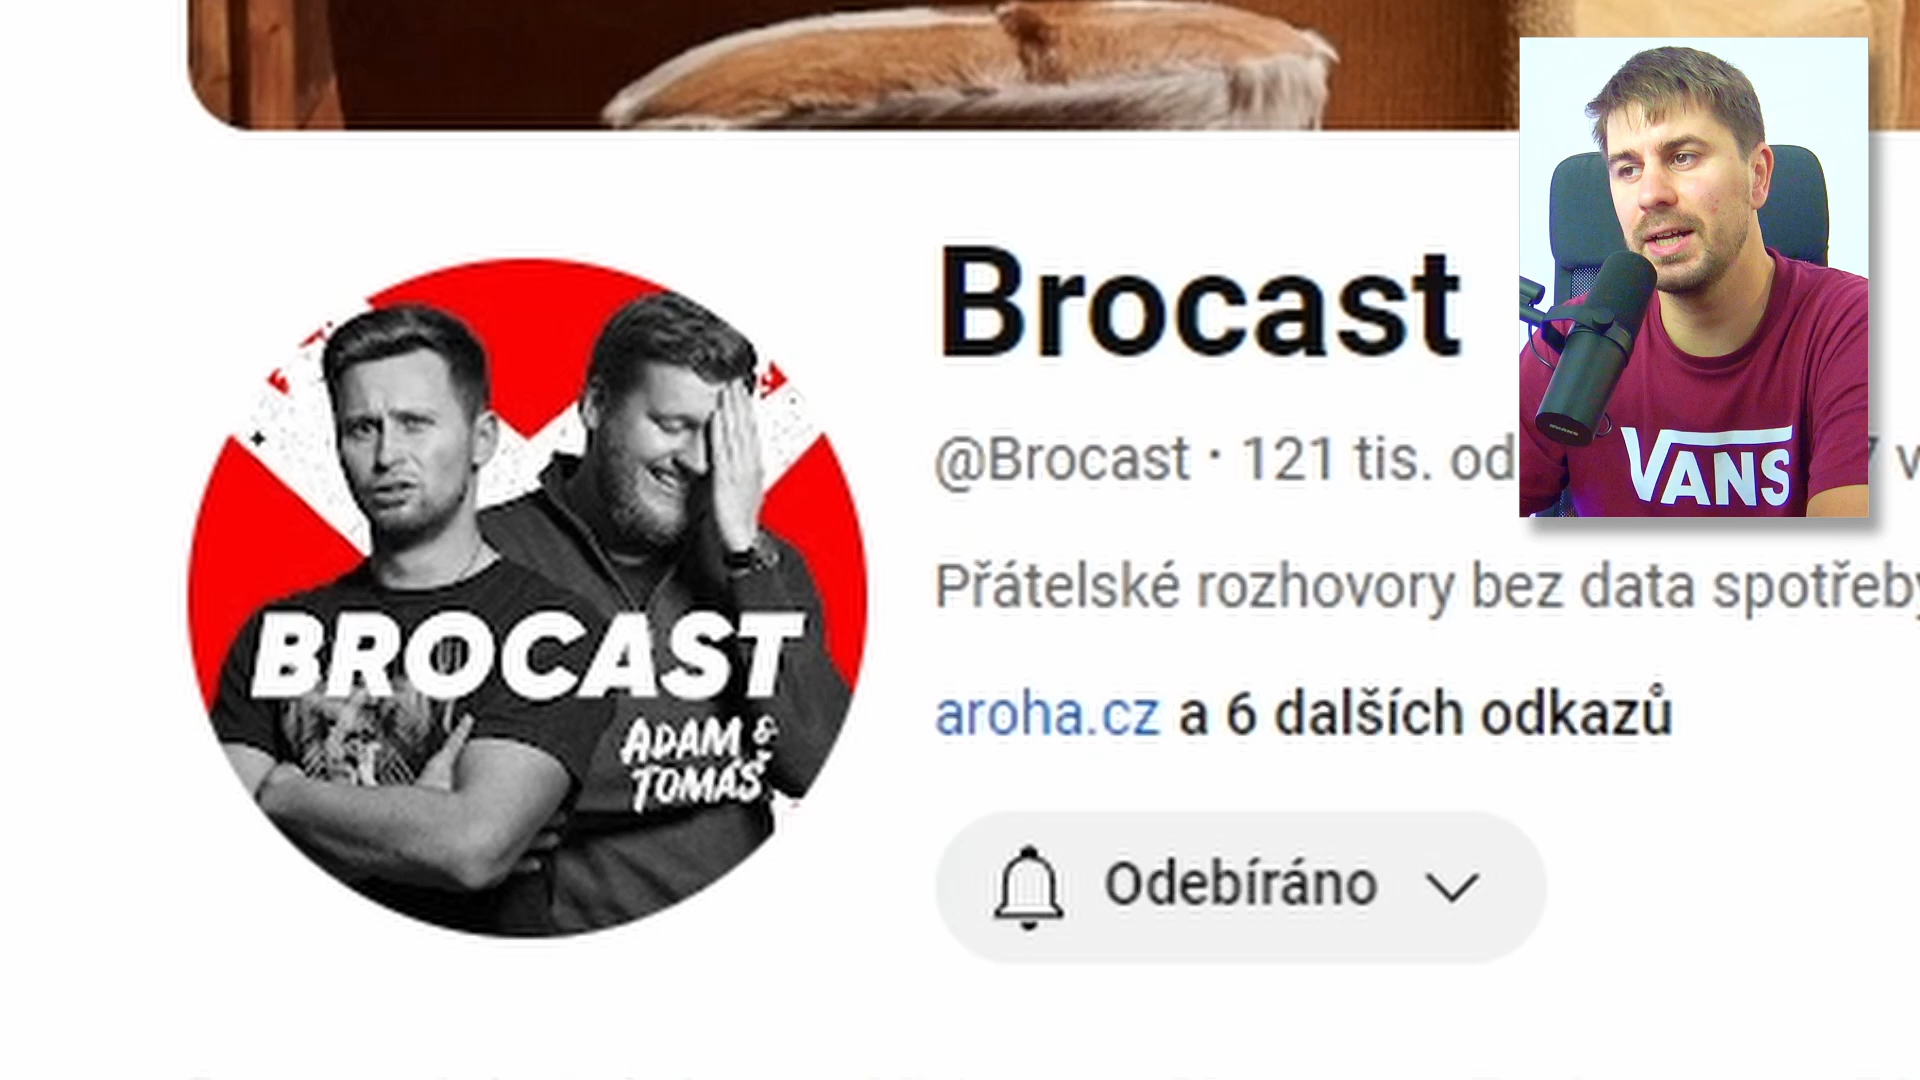 Brocast
@Brocast · 121 tis. od
Přátelské rozhovory bez data spotřeby
aroha.cz a 6 dalších odkazů
Odebíráno
BROCAST
ADAM &
TOMÁŠ
VANS